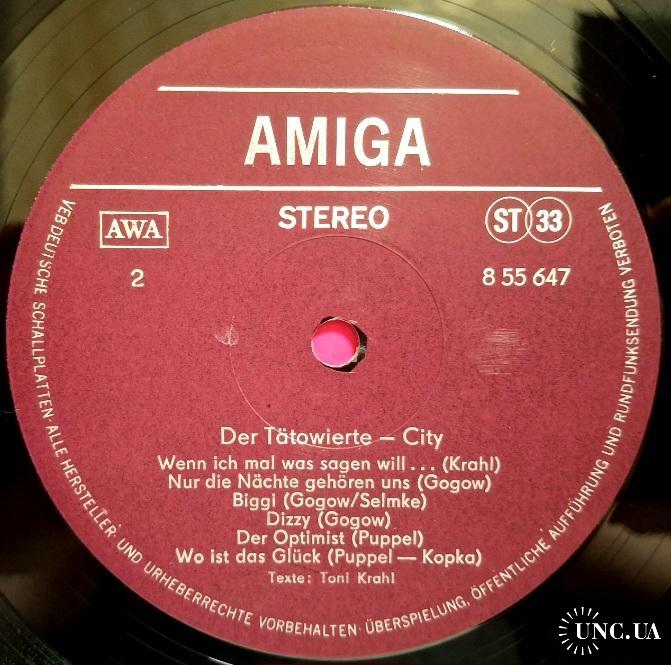 AMIGA
AWA
STEREO
ST 33
2
8 55 647
Der Tätowierte – City
Wenn ich mal was sagen will... (Krahl)
Nur die Nächte gehören uns (Gogow)
Biggi (Gogow/Selmke)
Dizzy (Gogow)
Der Optimist (Puppel)
Wo ist das Glück (Puppel — Kopka)
Texte: Toni Krahl
VEB DEUTSCHE SCHALLPLATTEN · ALLE HERSTELLER- UND URHEBERRECHTE VORBEHALTEN · ÜBERSPIELUNG, ÖFFENTLICHE AUFFÜHRUNG UND RUNDFUNKSENDUNG VERBOTEN
UNC.UA